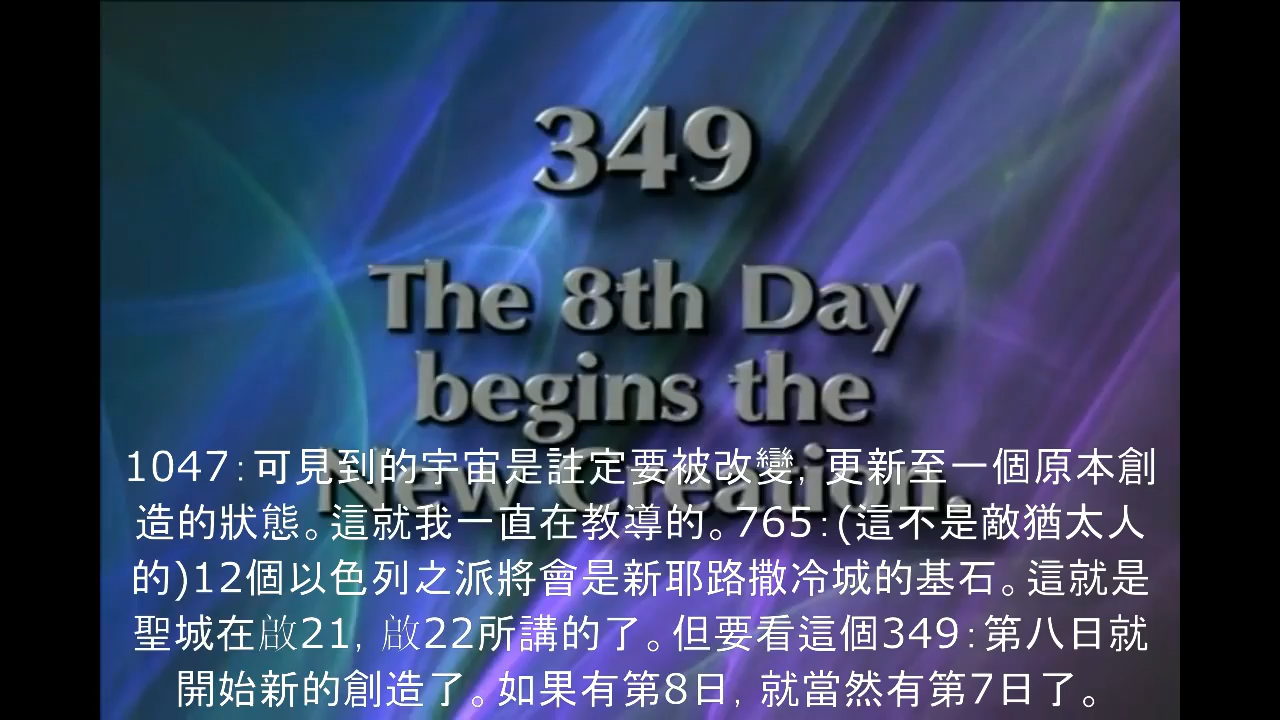 349
The 8th Day
begins the
New Creation.
1047:可見到的宇宙是註定要被改變, 更新至一個原本創
造的狀態。這就我一直在教導的。765:(這不是敵猶太人
的)12個以色列之派將會是新耶路撒冷城的基石。這就是
聖城在啟21, 啟22所講的了。但要看這個349:第八日就
開始新的創造了。如果有第8日, 就當然有第7日了。